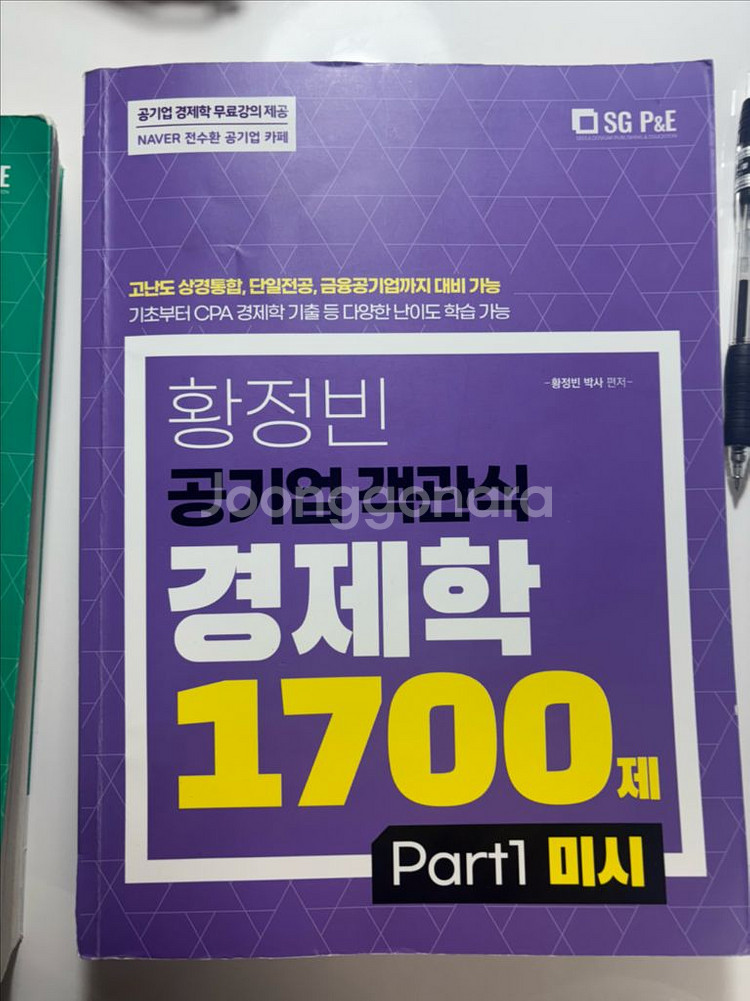 공기업 경제학 무료강의 제공
NAVER 전수환 공기업 카페
SG P&E
E
고난도 상경통합, 단일전공, 금융공기업까지 대비 가능
기초부터 CPA 경제학 기출 등 다양한 난이도 학습 가능
-황정빈 박사 편저-
황정빈
공기업 객관식
Joonggonara
경제학
1700제
Part1 미시